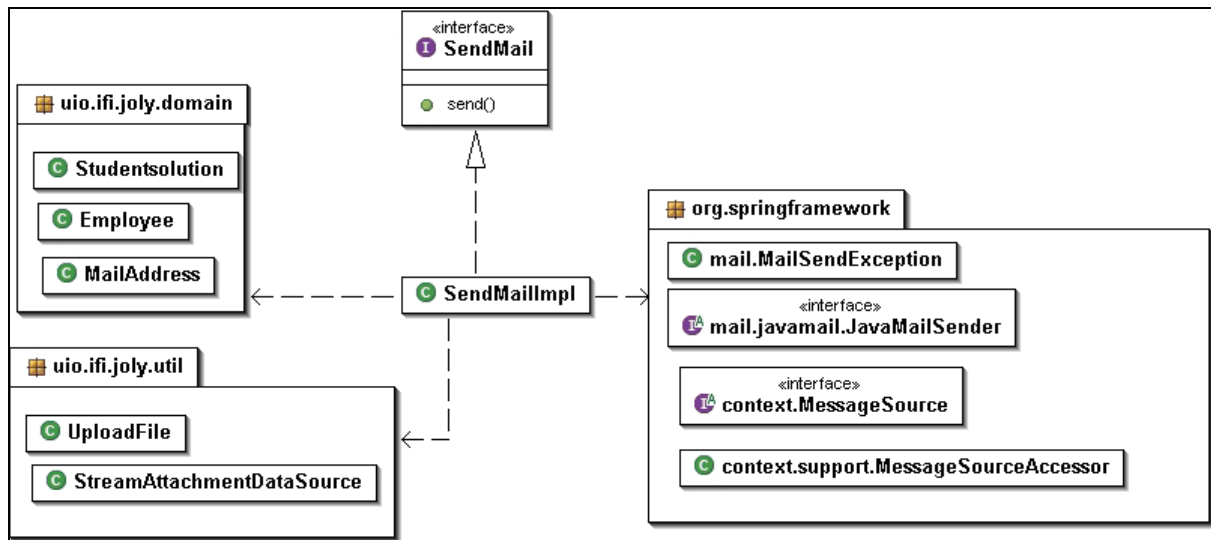 «interface»
SendMail
send()
uio.ifi.joly.domain
Studentsolution
Employee
MailAddress
SendMailImpl
org.springframework
mail.MailSendException
«interface»
mail.javamail.JavaMailSender
«interface»
context.MessageSource
context.support.MessageSourceAccessor
uio.ifi.joly.util
UploadFile
StreamAttachmentDataSource